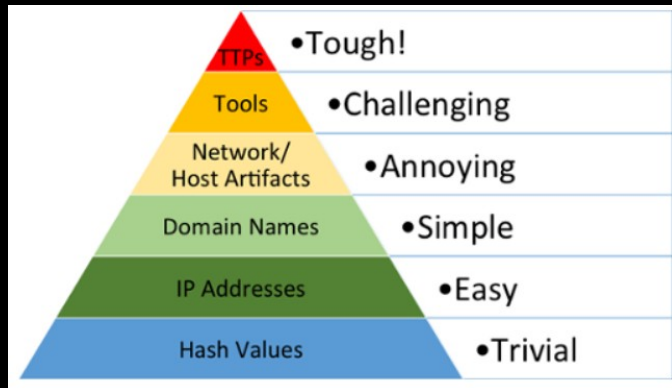 TTPs
•Tough!
Tools
•Challenging
Network/
Host Artifacts
•Annoying
Domain Names
•Simple
IP Addresses
•Easy
Hash Values
•Trivial